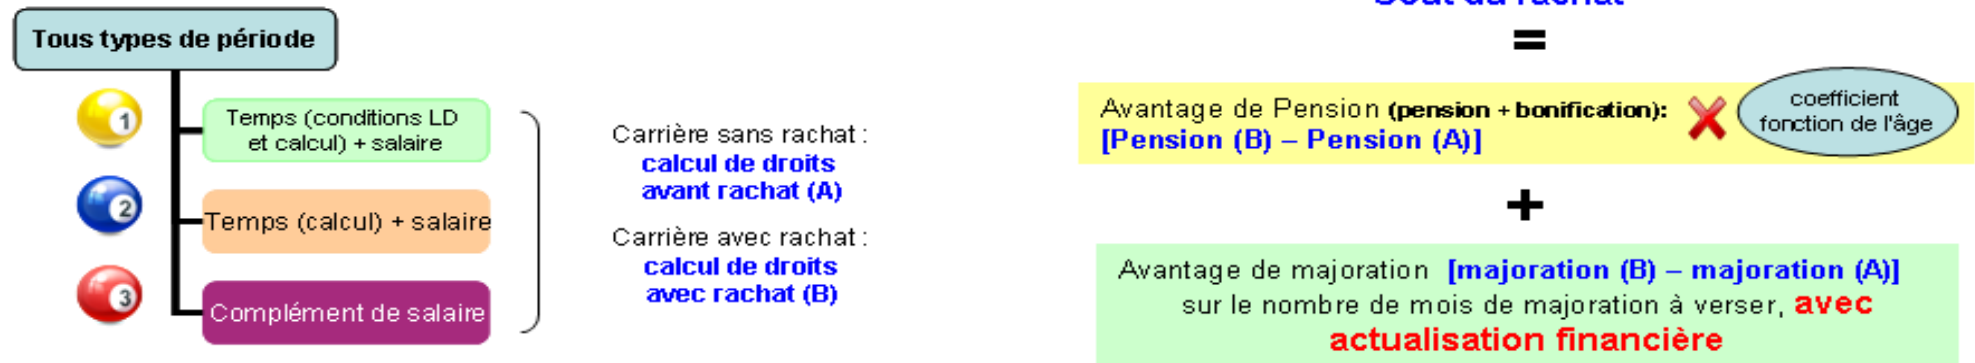 Tous types de période
1
Temps (conditions LD
et calcul) + salaire
2
Temps (calcul) + salaire
3
Complément de salaire
Carrière sans rachat :
calcul de droits
avant rachat (A)
Carrière avec rachat :
calcul de droits
avec rachat (B)
du rachat
=
Avantage de Pension (pension + bonification):
[Pension (B) – Pension (A)]
coefficient
fonction de l'âge
+
Avantage de majoration [majoration (B) – majoration (A)]
sur le nombre de mois de majoration à verser, avec
actualisation financière